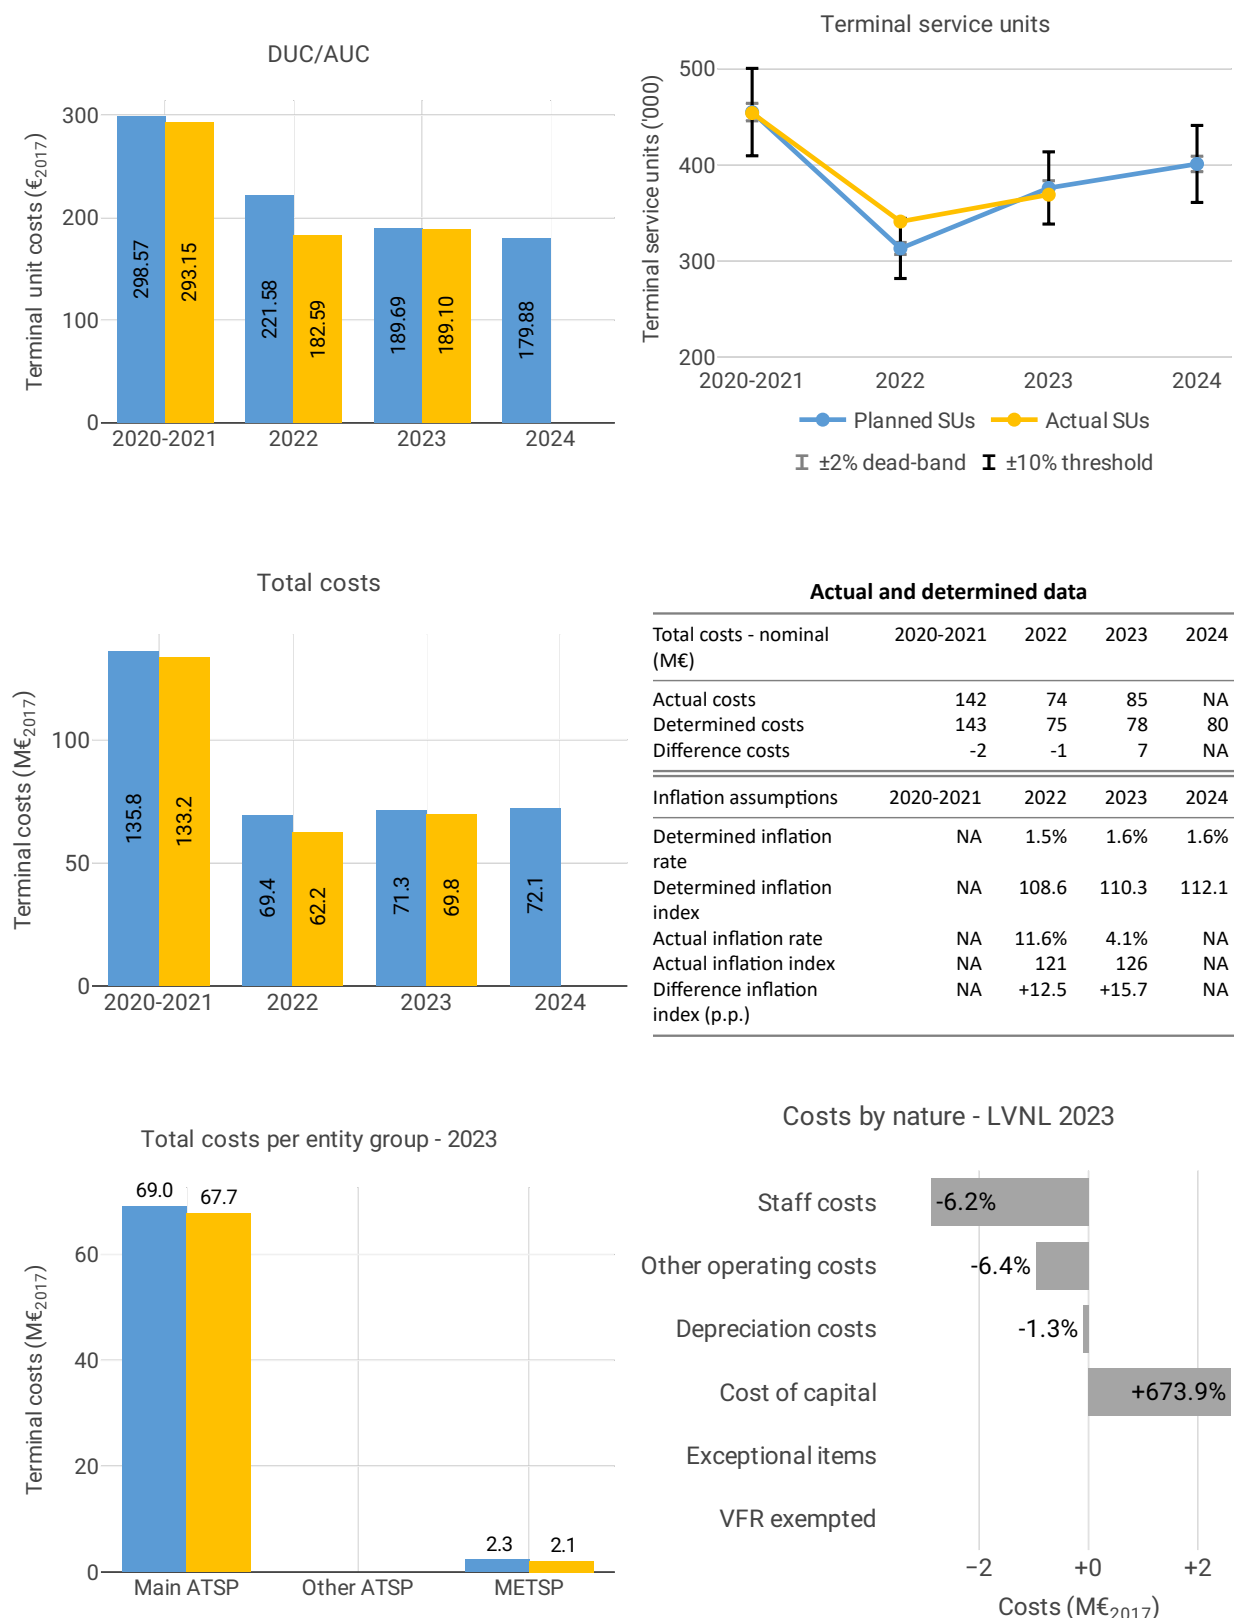 DUC/AUC
Terminal unit costs (€2017)
300
200
100
0
298.57
293.15
221.58
182.59
189.69
189.10
179.88
2020-2021
2022
2023
2024
Terminal service units
Terminal service units ('000)
500
400
300
200
2020-2021
2022
2023
2024
Planned SUs
Actual SUs
±2% dead-band
±10% threshold
Total costs
Terminal costs (M€2017)
100
50
0
135.8
133.2
69.4
62.2
71.3
69.8
72.1
2020-2021
2022
2023
2024
Actual and determined data
Total costs - nominal 2020-2021 2022 2023 2024
(M€)
Actual costs 142 74 85 NA
Determined costs 143 75 78 80
Difference costs -2 -1 7 NA
Inflation assumptions 2020-2021 2022 2023 2024
Determined inflation NA 1.5% 1.6% 1.6%
rate
Determined inflation NA 108.6 110.3 112.1
index
Actual inflation rate NA 11.6% 4.1% NA
Actual inflation index NA 121 126 NA
Difference inflation NA +12.5 +15.7 NA
index (p.p.)
Total costs per entity group - 2023
Terminal costs (M€2017)
60
40
20
0
69.0
67.7
2.3
2.1
Main ATSP
Other ATSP
METSP
Costs by nature - LVNL 2023
Staff costs
-6.2%
Other operating costs
-6.4%
Depreciation costs
-1.3%
Cost of capital
+673.9%
Exceptional items
VFR exempted
−2
+0
+2
Costs (M€2017)